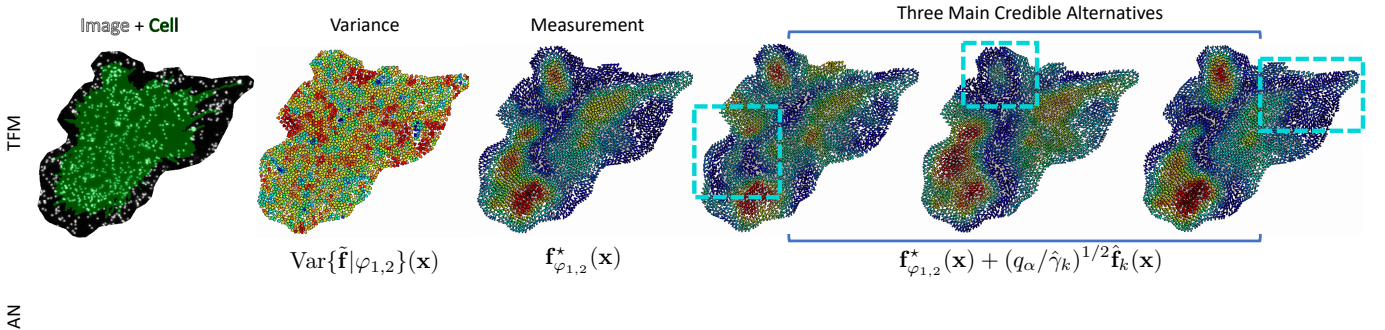 Image + Cell
Variance
Measurement
Three Main Credible Alternatives
TFM
Var{f̃|φ₁,₂}(x)
f⋆φ₁,₂(x)
f⋆φ₁,₂(x) + (qα/γ̂k)^1/2 f̂k(x)
AN